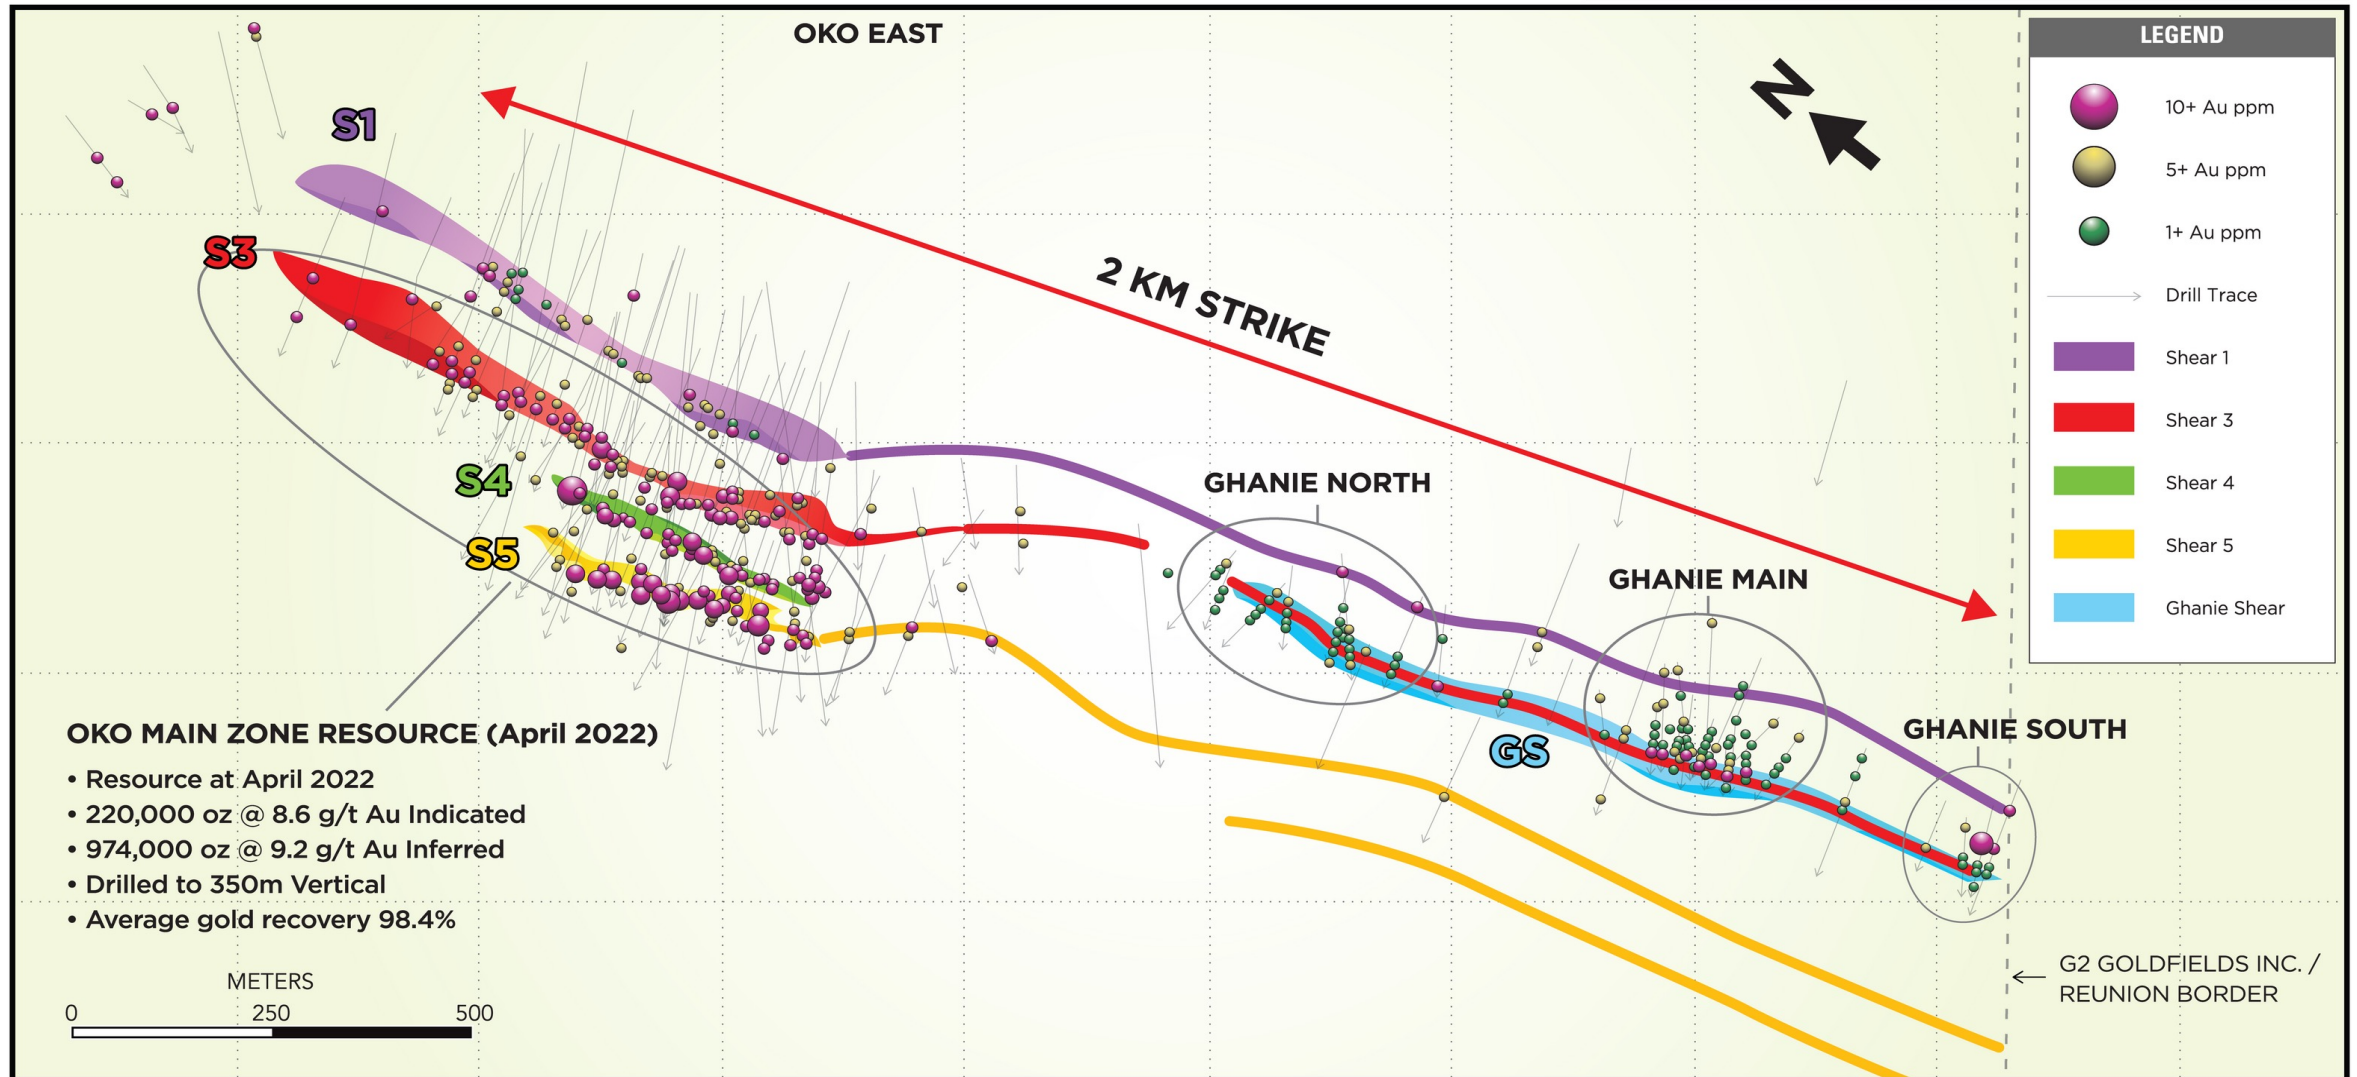 OKO EAST
N
LEGEND
10+ Au ppm
5+ Au ppm
1+ Au ppm
Drill Trace
Shear 1
Shear 3
Shear 4
Shear 5
Ghanie Shear
S1
S3
2 KM STRIKE
S4
S5
GHANIE NORTH
GHANIE MAIN
GS
GHANIE SOUTH
OKO MAIN ZONE RESOURCE (April 2022)
• Resource at April 2022
• 220,000 oz @ 8.6 g/t Au Indicated
• 974,000 oz @ 9.2 g/t Au Inferred
• Drilled to 350m Vertical
• Average gold recovery 98.4%
METERS
0 250 500
G2 GOLDFIELDS INC. /
REUNION BORDER